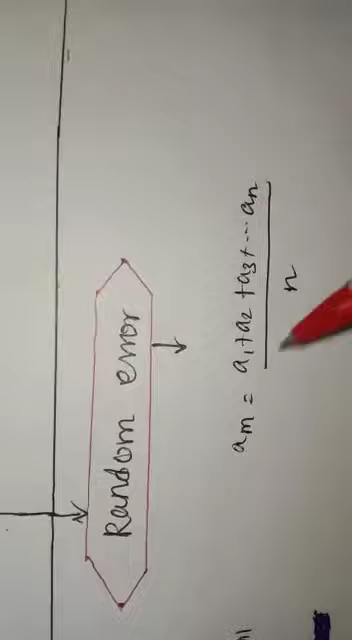 Random error
am = a1+a2+a3+...an
n